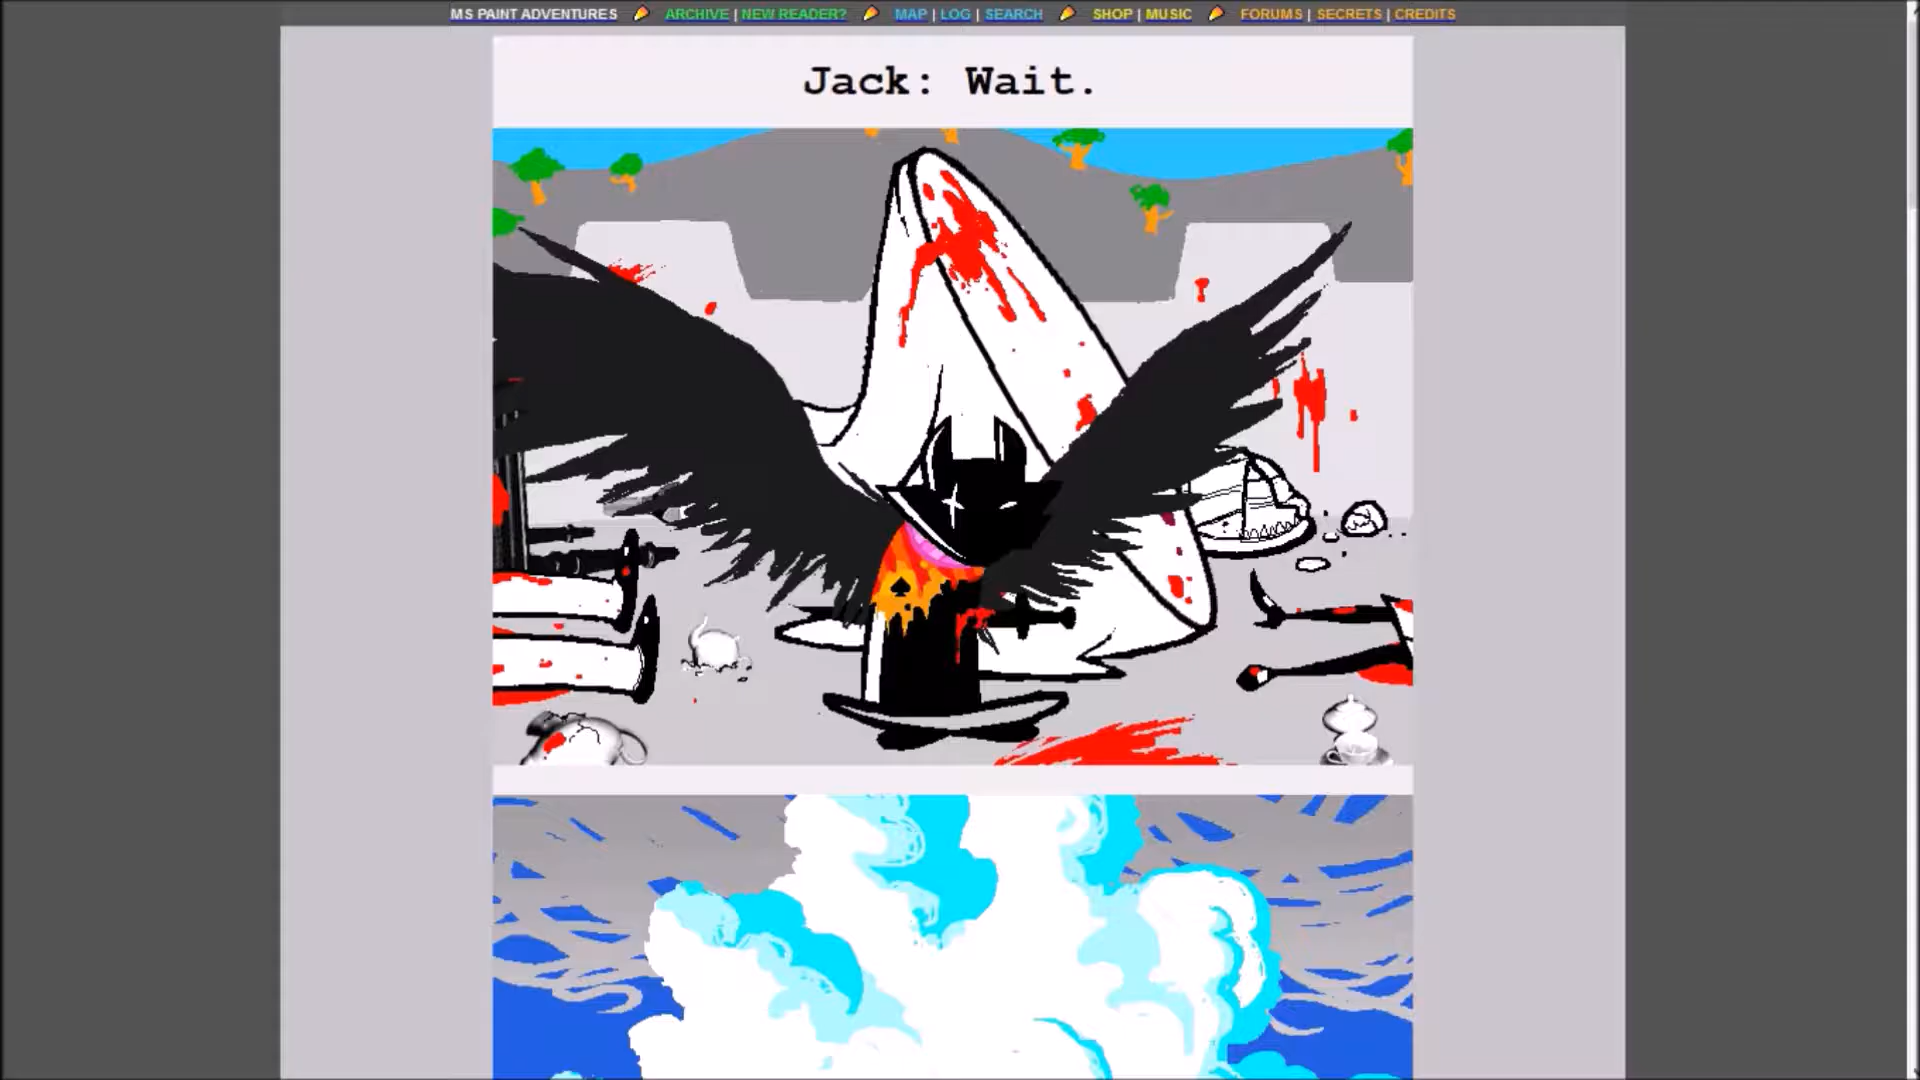 MS PAINT ADVENTURES ARCHIVE | NEW READER? MAP | LOG | SEARCH SHOP | MUSIC FORUMS | SECRETS | CREDITS
Jack: Wait.